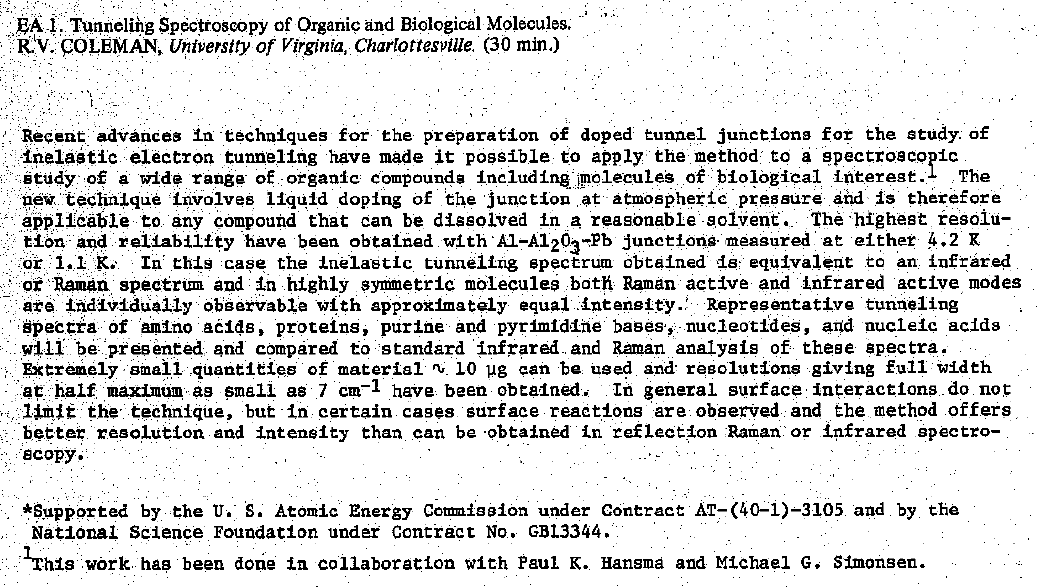 EA 1. Tunneling Spectroscopy of Organic and Biological Molecules.
R.V. COLEMAN, University of Virginia, Charlottesville. (30 min.)
Recent advances in techniques for the preparation of doped tunnel junctions for the study of
inelastic electron tunneling have made it possible to apply the method to a spectroscopic
study of a wide range of organic compounds including molecules of biological interest.¹ The
new technique involves liquid doping of the junction at atmospheric pressure and is therefore
applicable to any compound that can be dissolved in a reasonable solvent. The highest resolu-
tion and reliability have been obtained with Al-Al₂O₃-Pb junctions measured at either 4.2 K
or 1.1 K. In this case the inelastic tunneling spectrum obtained is equivalent to an infrared
or Raman spectrum and in highly symmetric molecules both Raman active and infrared active modes
are individually observable with approximately equal intensity. Representative tunneling
spectra of amino acids, proteins, purine and pyrimidine bases, nucleotides, and nucleic acids
will be presented and compared to standard infrared and Raman analysis of these spectra.
Extremely small quantities of material ~ 10 µg can be used and resolutions giving full width
at half maximum as small as 7 cm⁻¹ have been obtained. In general surface interactions do not
limit the technique, but in certain cases surface reactions are observed and the method offers
better resolution and intensity than can be obtained in reflection Raman or infrared spectro-
scopy.
*Supported by the U. S. Atomic Energy Commission under Contract AT-(40-1)-3105 and by the
National Science Foundation under Contract No. GB13344.
¹This work has been done in collaboration with Paul K. Hansma and Michael G. Simonsen.